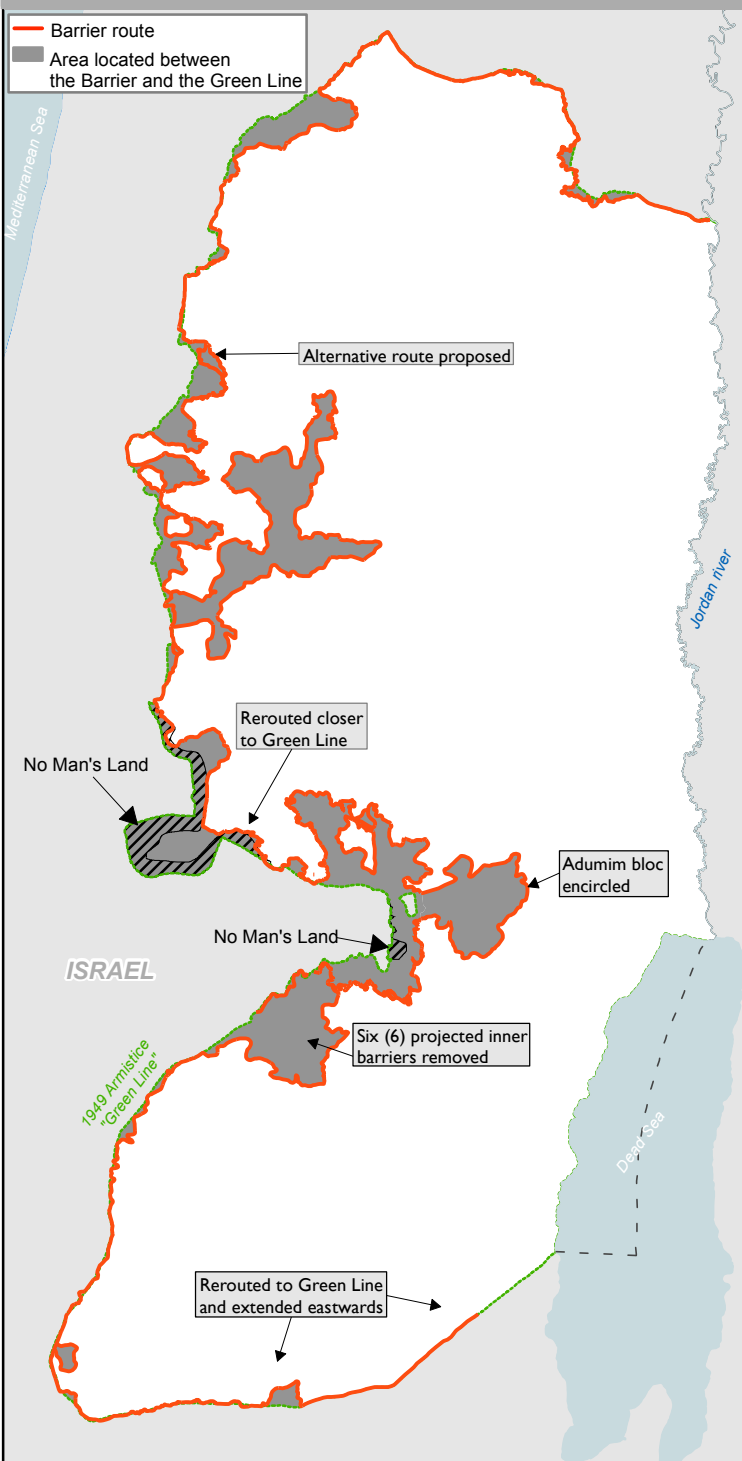 Barrier route
Area located between
the Barrier and the Green Line
Mediterranean Sea
Alternative route proposed
Jordan river
Rerouted closer
to Green Line
No Man's Land
Adumim bloc
encircled
No Man's Land
ISRAEL
Six (6) projected inner
barriers removed
1949 Armistice
"Green Line"
Dead Sea
Rerouted to Green Line
and extended eastwards